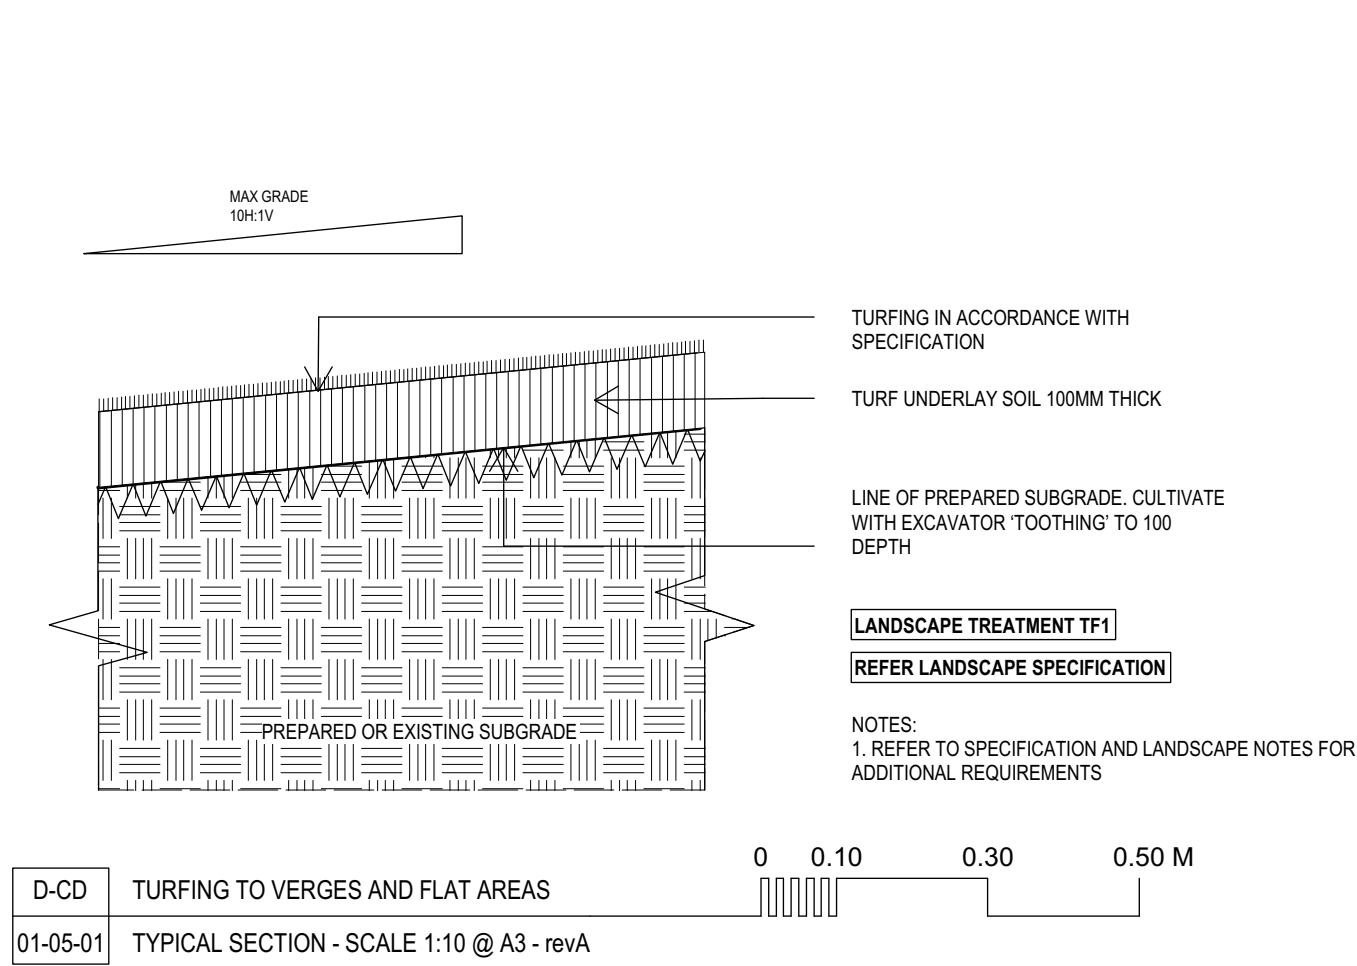 MAX GRADE
10H:1V
TURFING IN ACCORDANCE WITH
SPECIFICATION
TURF UNDERLAY SOIL 100MM THICK
LINE OF PREPARED SUBGRADE. CULTIVATE
WITH EXCAVATOR ‘TOOTHING’ TO 100
DEPTH
LANDSCAPE TREATMENT TF1
REFER LANDSCAPE SPECIFICATION
PREPARED OR EXISTING SUBGRADE
NOTES:
1. REFER TO SPECIFICATION AND LANDSCAPE NOTES FOR
ADDITIONAL REQUIREMENTS
0 0.10 0.30 0.50 M
D-CD TURFING TO VERGES AND FLAT AREAS
01-05-01 TYPICAL SECTION - SCALE 1:10 @ A3 - revA